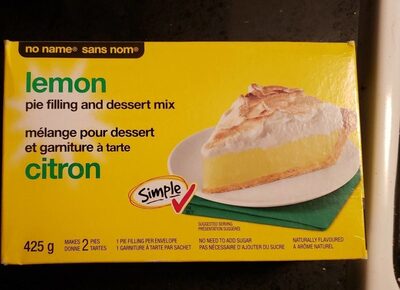 no name® sans nom®
lemon
pie filling and dessert mix
mélange pour dessert
et garniture à tarte
citron
Simple
SUGGESTED SERVING
PRÉSENTATION SUGGÉRÉE
425 g
MAKES 2 PIES
DONNE 2 TARTES
1 PIE FILLING PER ENVELOPE
1 GARNITURE À TARTE PAR SACHET
NO NEED TO ADD SUGAR
PAS NÉCESSAIRE D'AJOUTER DU SUCRE
NATURALLY FLAVOURED
À ARÔME NATUREL